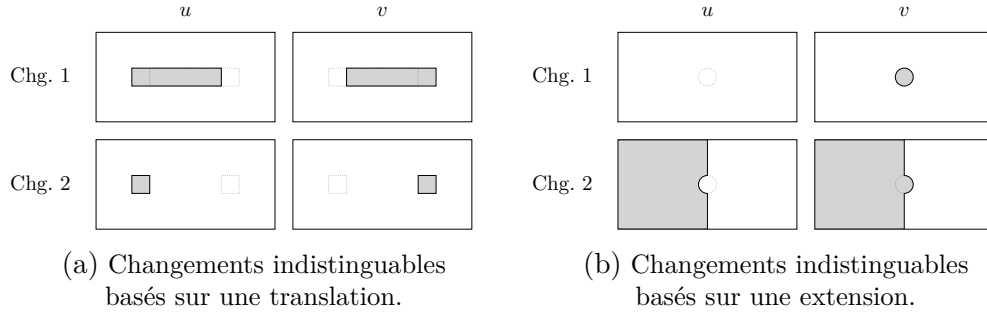 u v
Chg. 1
Chg. 2
(a) Changements indistinguables
basés sur une translation.
u v
Chg. 1
Chg. 2
(b) Changements indistinguables
basés sur une extension.